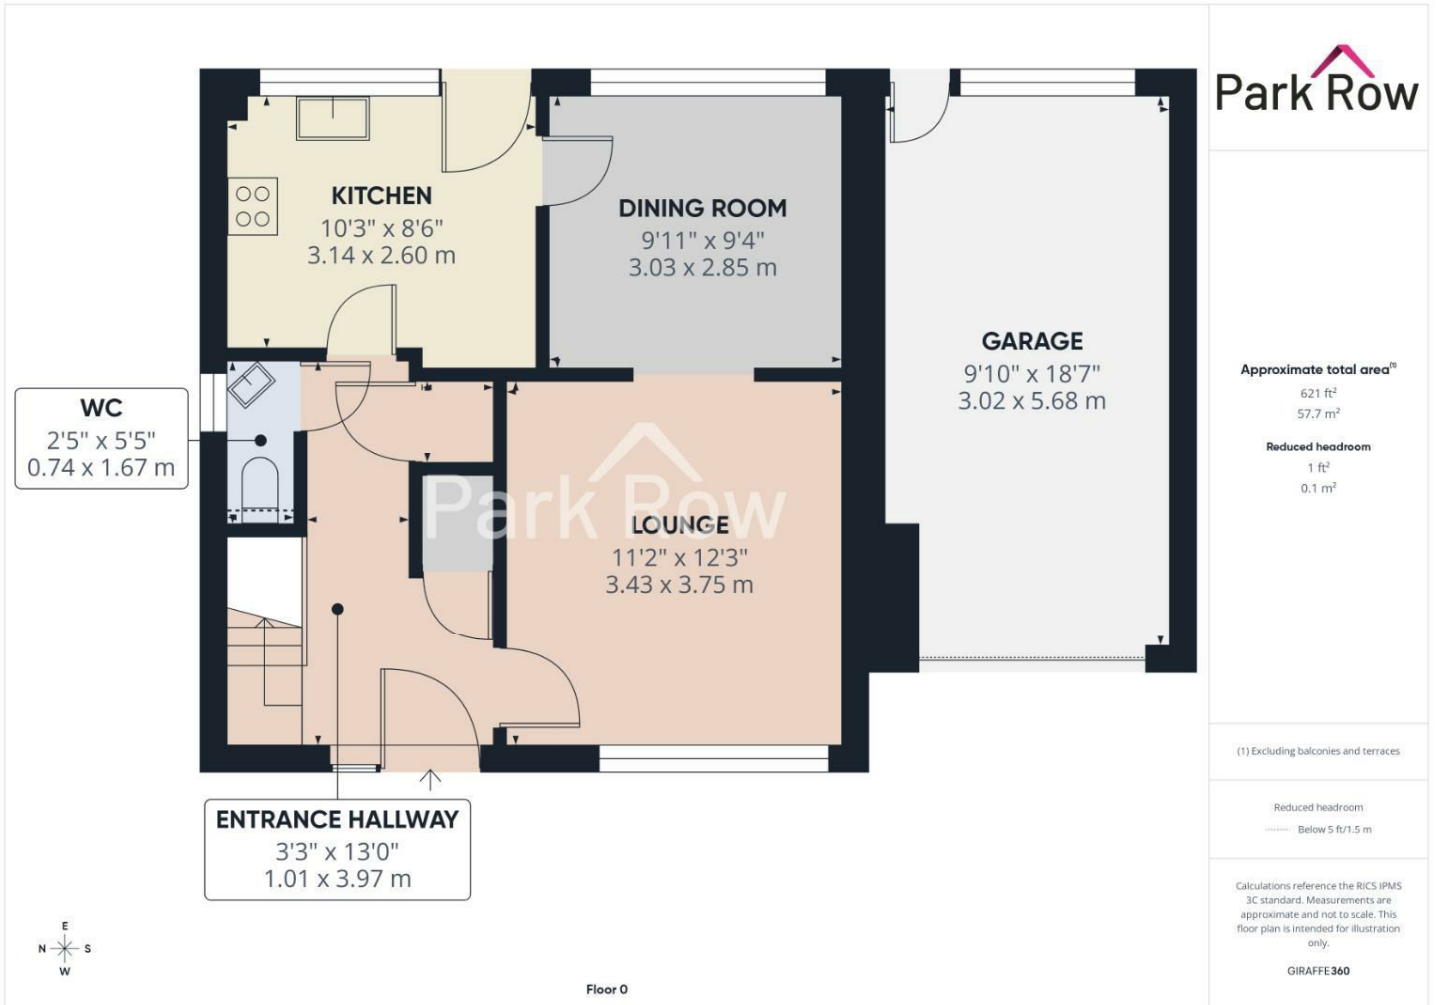 KITCHEN
10'3" x 8'6"
3.14 x 2.60 m
DINING ROOM
9'11" x 9'4"
3.03 x 2.85 m
GARAGE
9'10" x 18'7"
3.02 x 5.68 m
WC
2'5" x 5'5"
0.74 x 1.67 m
Park Row
LOUNGE
11'2" x 12'3"
3.43 x 3.75 m
ENTRANCE HALLWAY
3'3" x 13'0"
1.01 x 3.97 m
E
N S
W
Floor 0
Park Row
Approximate total area⁽¹⁾
621 ft²
57.7 m²
Reduced headroom
1 ft²
0.1 m²
(1) Excluding balconies and terraces
Reduced headroom
Below 5 ft/1.5 m
Calculations reference the RICS IPMS
3C standard. Measurements are
approximate and not to scale. This
floor plan is intended for illustration
only.
GIRAFFE360